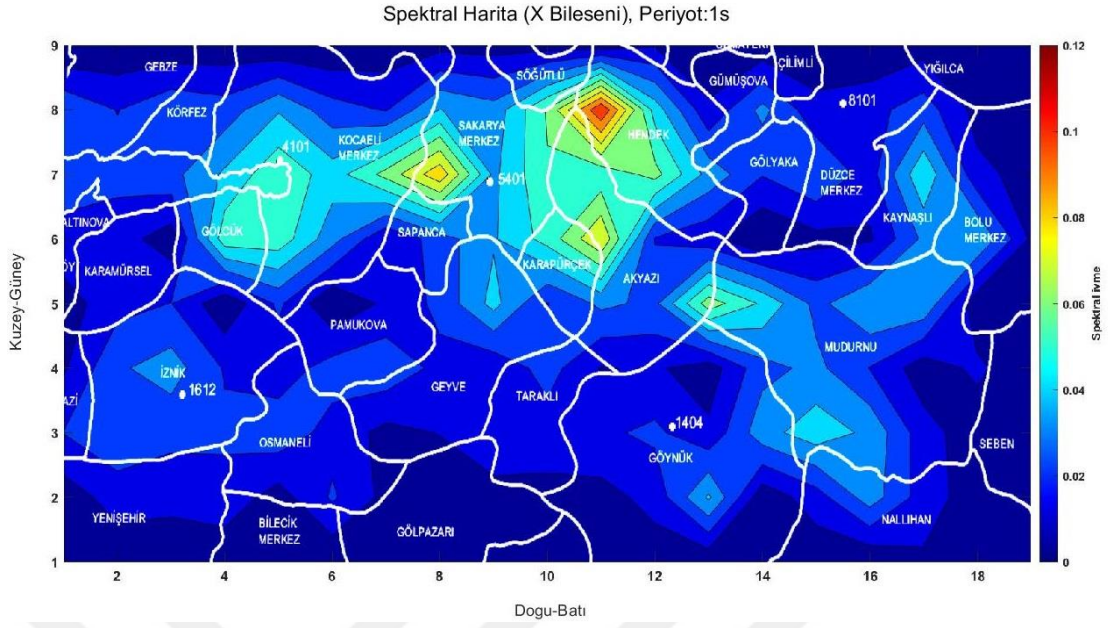 Spektral Harita (X Bileseni), Periyot:1s
9
8
7
6
5
4
3
2
1
Kuzey-Güney
GEBZE
KÖRFEZ
KOCAELİ
MERKEZ
4101
SAKARYA
MERKEZ
SÖĞÜTLÜ
HENDEK
GÜMÜŞOVA
ÇİLİMLİ
YIĞILCA
8101
GÖLYAKA
DÜZCE
MERKEZ
KAYNAŞLI
BOLU
MERKEZ
5401
ALTINOVA
GÖLCÜK
SAPANCA
KARAMÜRSEL
KARAPÜRÇEK
AKYAZI
PAMUKOVA
MUDURNU
İZNİK
1612
GEYVE
TARAKLI
OSMANELİ
1404
GÖYNÜK
SEBEN
YENİŞEHİR
BİLECİK
MERKEZ
GÖLPAZARI
NALLIHAN
2
4
6
8
10
12
14
16
18
Dogu-Batı
0.12
0.1
0.08
0.06
0.04
0.02
0
Spektral ivme